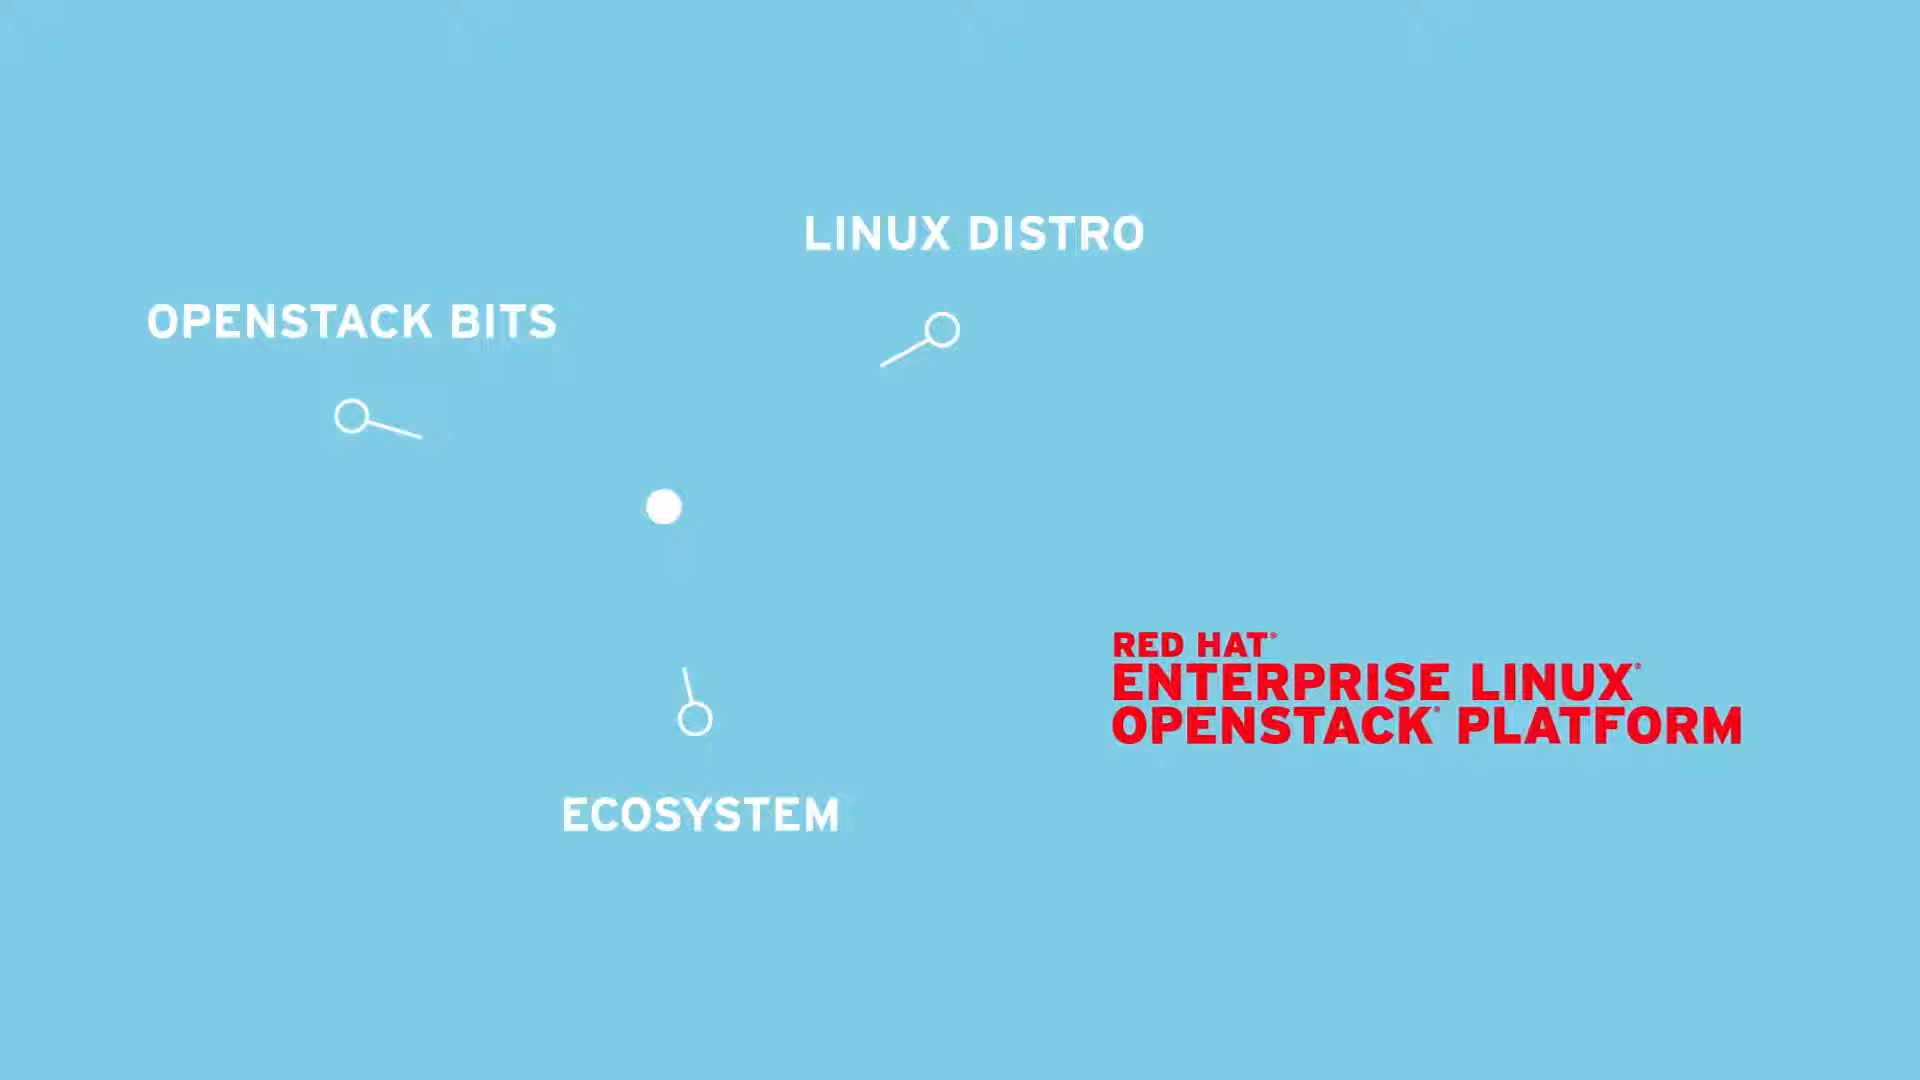 LINUX DISTRO
OPENSTACK BITS
RED HAT®
ENTERPRISE LINUX®
OPENSTACK® PLATFORM
ECOSYSTEM